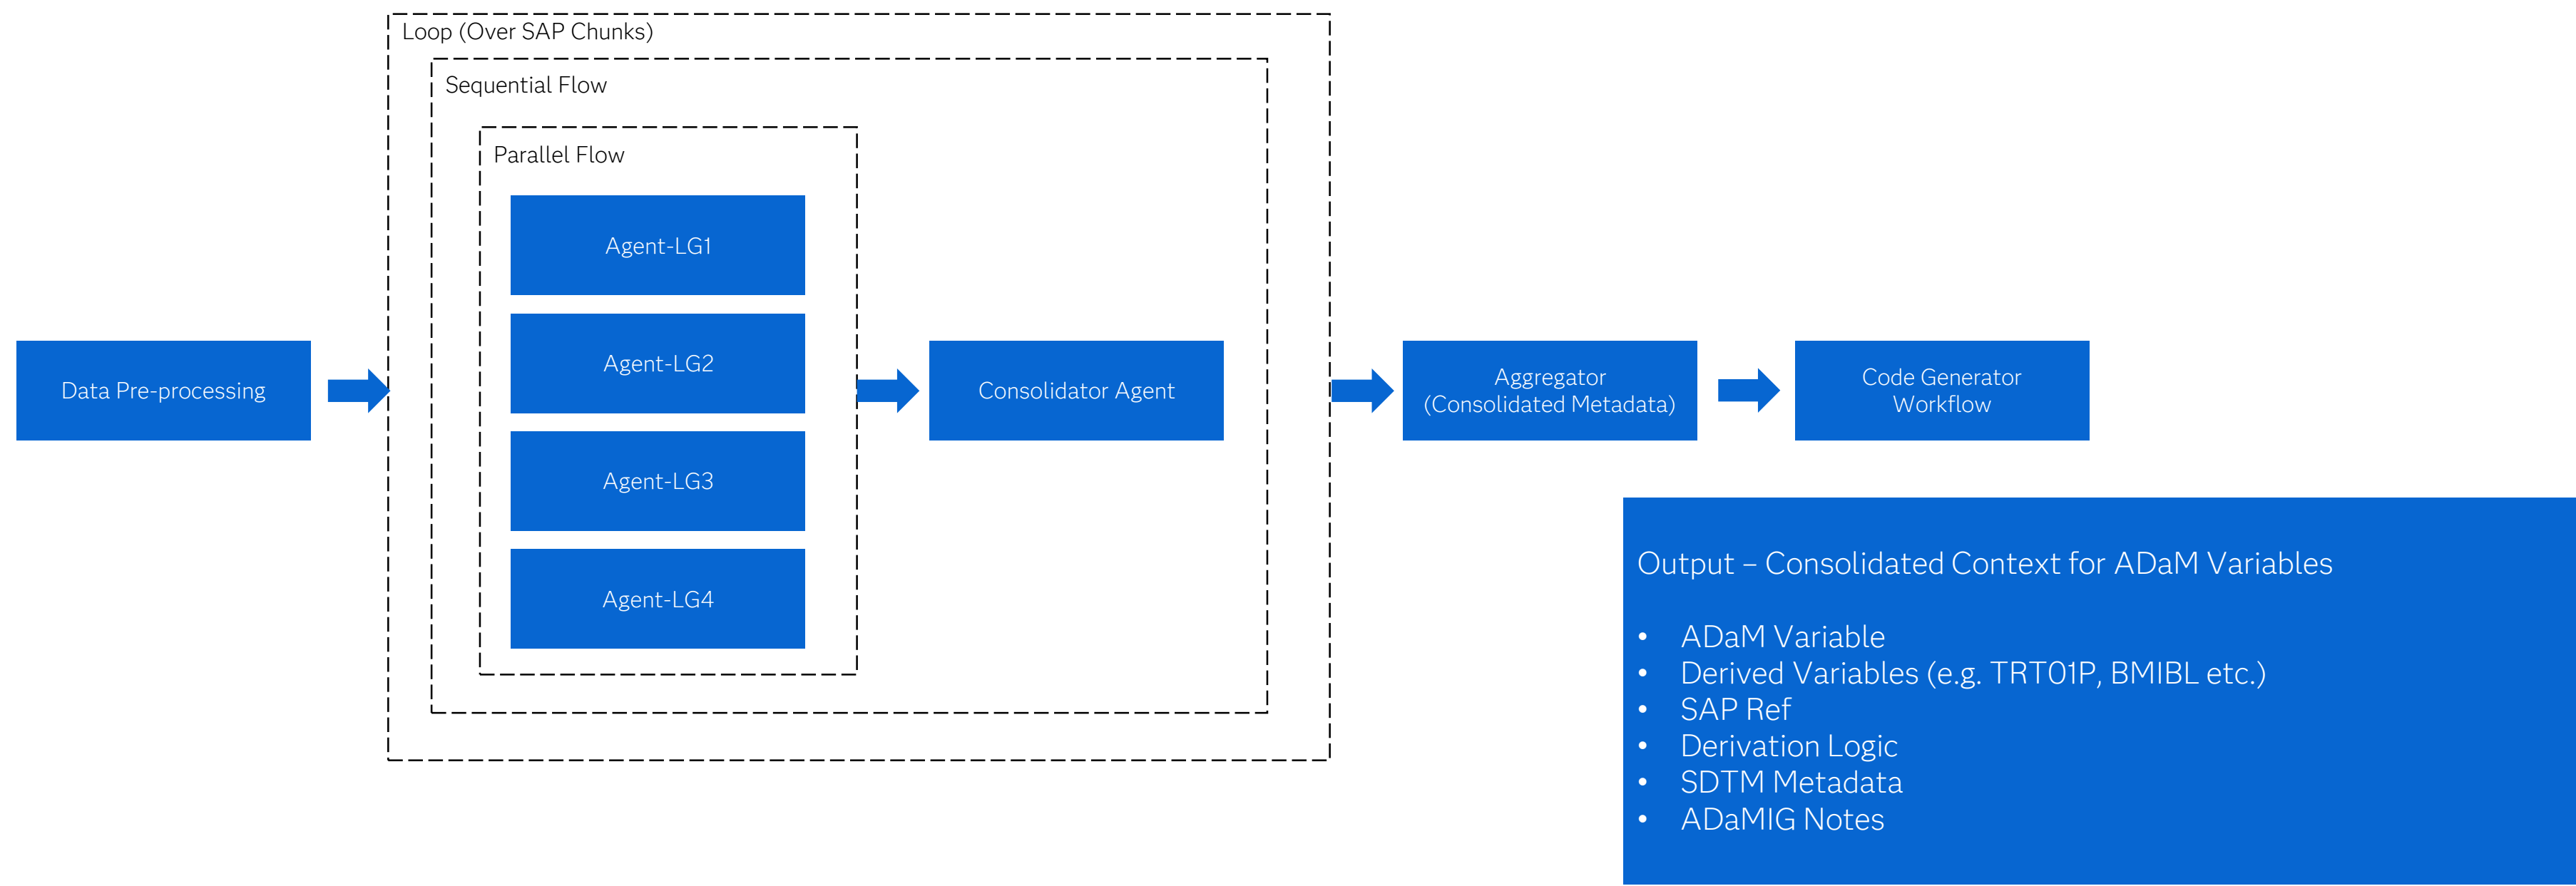 Loop (Over SAP Chunks)
Sequential Flow
Parallel Flow
Agent-LG1
Agent-LG2
Agent-LG3
Agent-LG4
Data Pre-processing
Consolidator Agent
Aggregator
(Consolidated Metadata)
Code Generator
Workflow
Output – Consolidated Context for ADaM Variables
• ADaM Variable
• Derived Variables (e.g. TRT01P, BMIBL etc.)
• SAP Ref
• Derivation Logic
• SDTM Metadata
• ADaMIG Notes